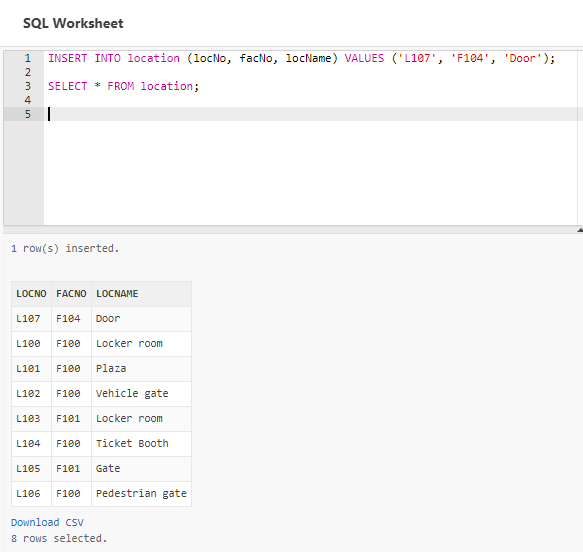 SQL Worksheet
1 INSERT INTO location (locNo, facNo, locName) VALUES ('L107', 'F104', 'Door');
2
3 SELECT * FROM location;
4
5
1 row(s) inserted.
LOCNO FACNO LOCNAME
L107 F104 Door
L100 F100 Locker room
L101 F100 Plaza
L102 F100 Vehicle gate
L103 F101 Locker room
L104 F100 Ticket Booth
L105 F101 Gate
L106 F100 Pedestrian gate
Download CSV
8 rows selected.